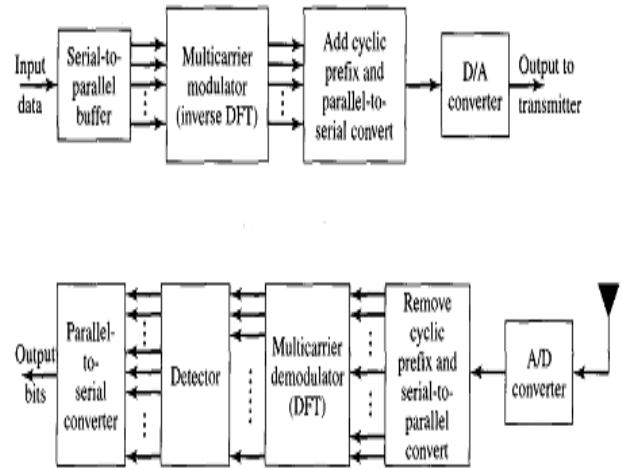 Input
data
Serial-to-
parallel
buffer
Multicarrier
modulator
(inverse DFT)
Add cyclic
prefix and
parallel-to-
serial convert
D/A
converter
Output to
transmitter
Output
bits
Parallel-
to-
serial
converter
Detector
Multicarrier
demodulator
(DFT)
Remove
cyclic
prefix and
serial-to-
parallel
convert
A/D
converter